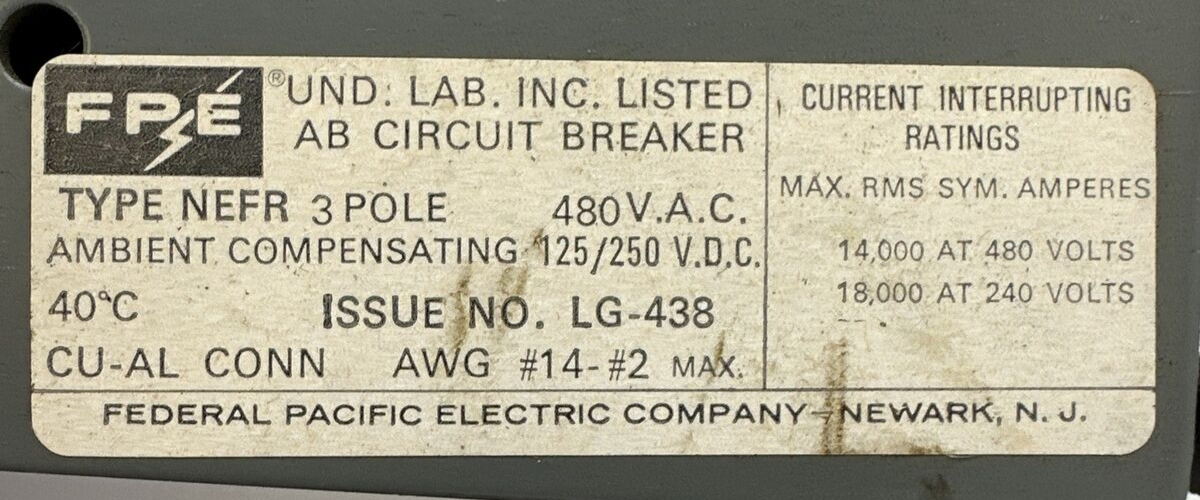 FPÉ ® UND. LAB. INC. LISTED
AB CIRCUIT BREAKER
TYPE NEFR 3 POLE 480 V.A.C.
AMBIENT COMPENSATING 125/250 V.D.C.
40°C ISSUE NO. LG-438
CU-AL CONN AWG #14-#2 MAX.
CURRENT INTERRUPTING
RATINGS
MAX. RMS SYM. AMPERES
14,000 AT 480 VOLTS
18,000 AT 240 VOLTS
FEDERAL PACIFIC ELECTRIC COMPANY-NEWARK, N. J.